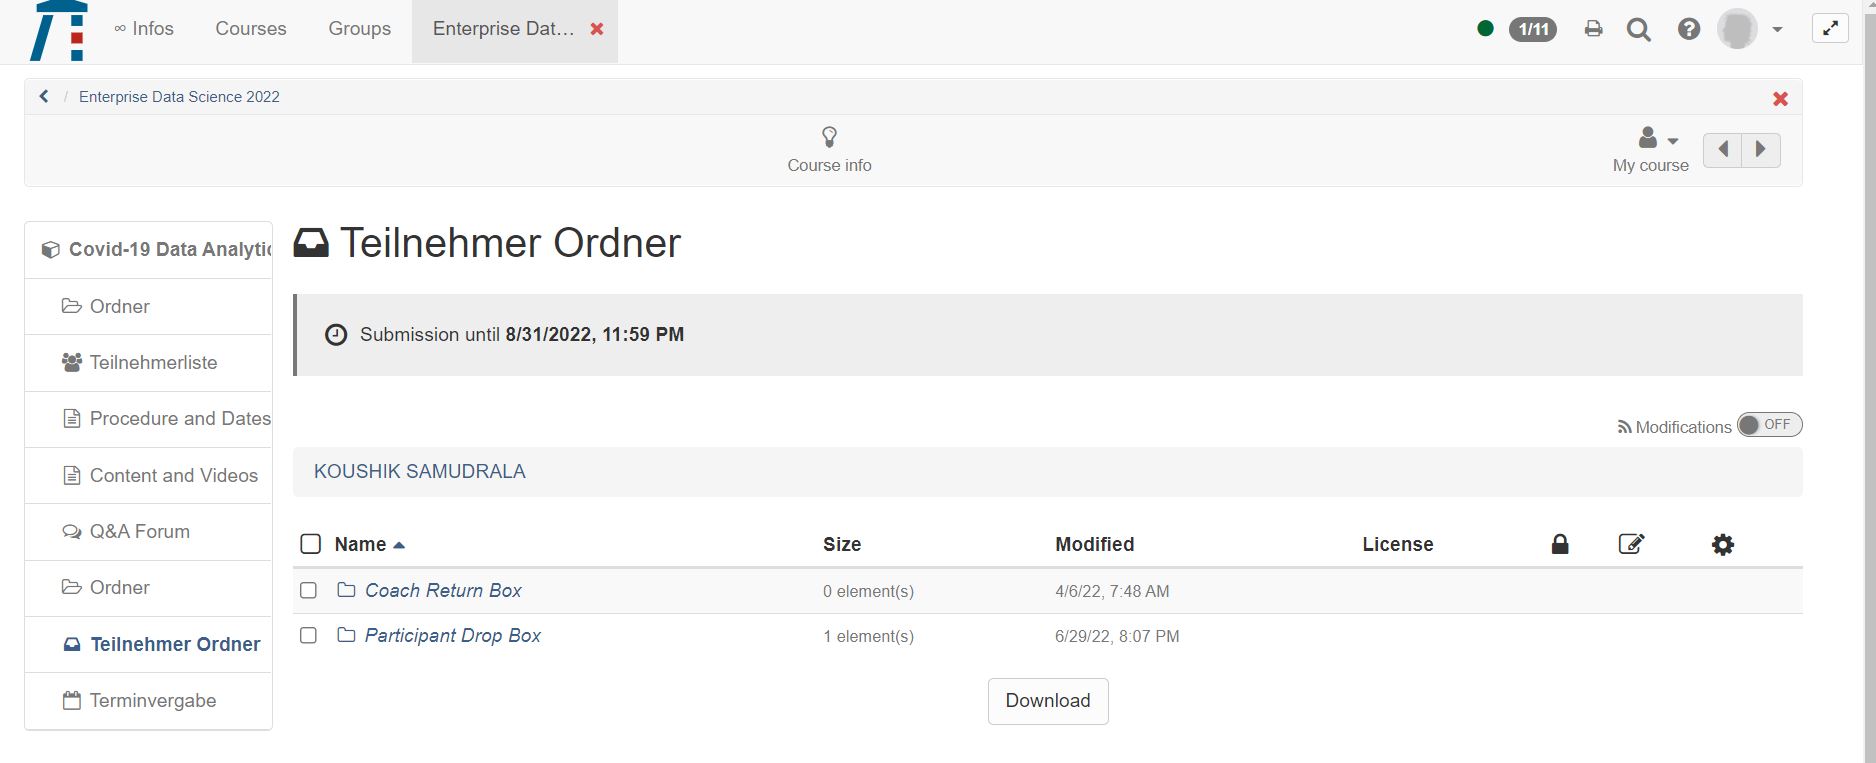 ∞ Infos Courses Groups Enterprise Dat... 1/11
/ Enterprise Data Science 2022
Course info
My course
Covid-19 Data Analytic
Ordner
Teilnehmerliste
Procedure and Dates
Content and Videos
Q&A Forum
Ordner
Teilnehmer Ordner
Terminvergabe
Teilnehmer Ordner
Submission until 8/31/2022, 11:59 PM
Modifications OFF
KOUSHIK SAMUDRALA
Name Size Modified License
Coach Return Box 0 element(s) 4/6/22, 7:48 AM
Participant Drop Box 1 element(s) 6/29/22, 8:07 PM
Download